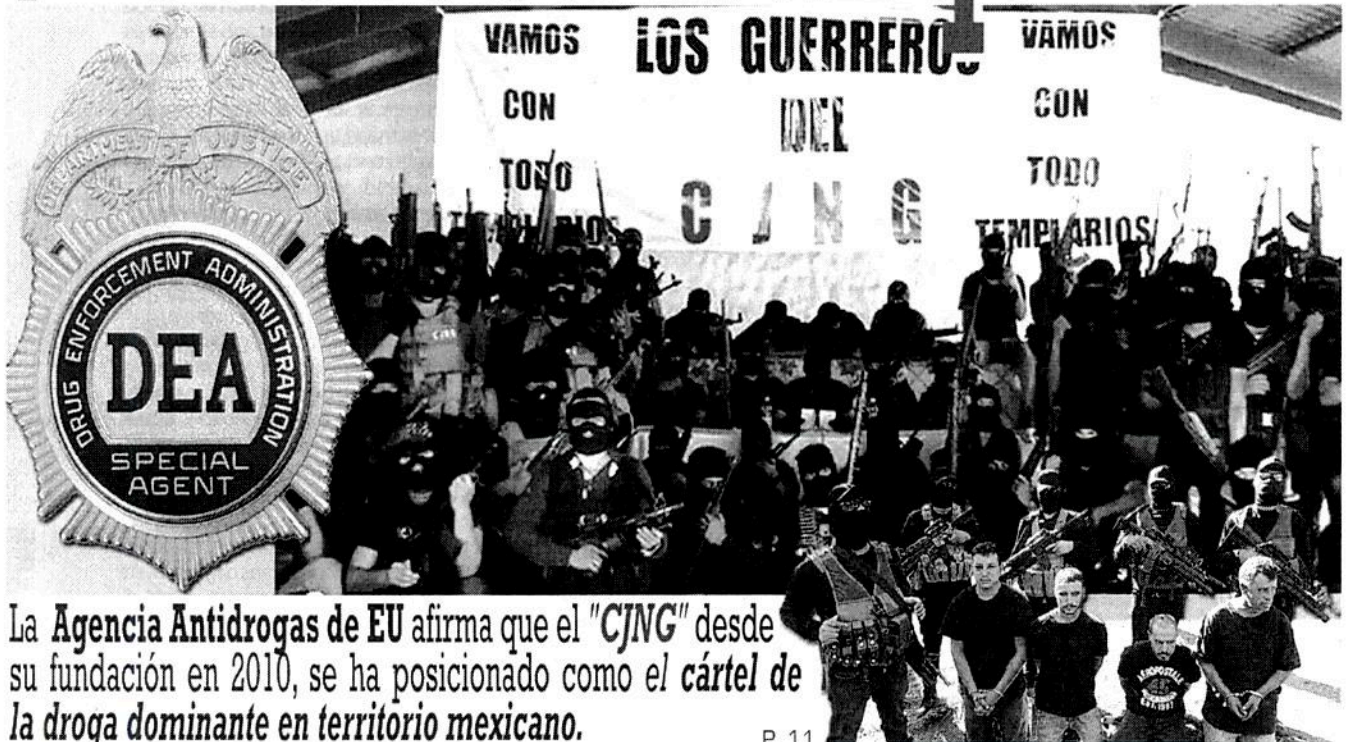 DEPARTMENT OF JUSTICE
DRUG ENFORCEMENT ADMINISTRATION
DEA
SPECIAL
AGENT
VAMOS
CON
TODO
LOS GUERREROS
DEL
CJNG
VAMOS
CON
TODO
TEMPLARIOS
AEROPOSTALE
La Agencia Antidrogas de EU afirma que el "CJNG" desde
su fundación en 2010, se ha posicionado como el cártel de
la droga dominante en territorio mexicano.
P. 11